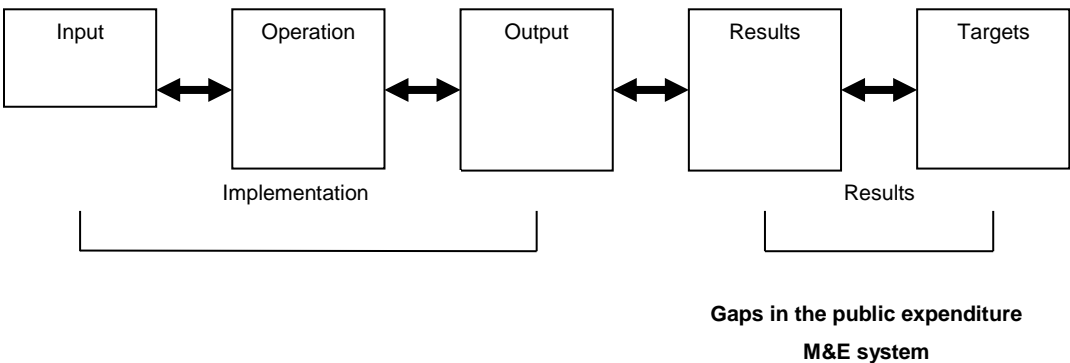 Input
Operation
Output
Results
Targets
Implementation
Results
Gaps in the public expenditure
M&E system